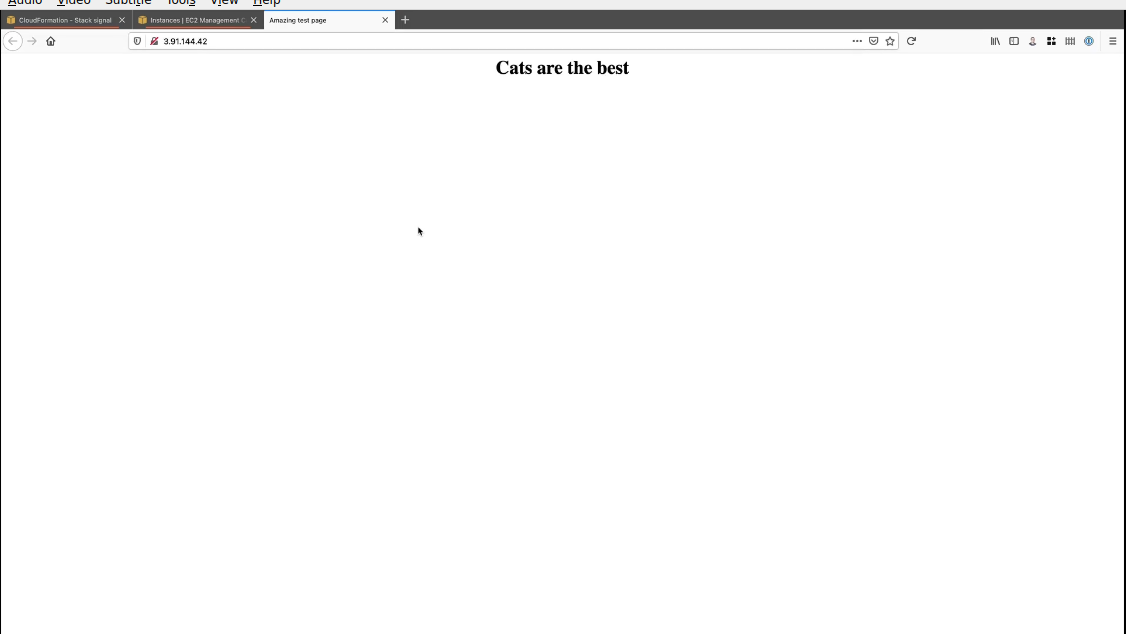 Audio Video Subtitle Tools View Help
CloudFormation - Stack signal Instances | EC2 Management C Amazing test page
3.91.144.42
Cats are the best